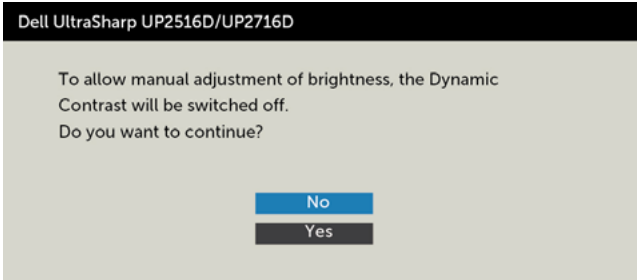 Dell UltraSharp UP2516D/UP2716D
To allow manual adjustment of brightness, the Dynamic
Contrast will be switched off.
Do you want to continue?
No
Yes